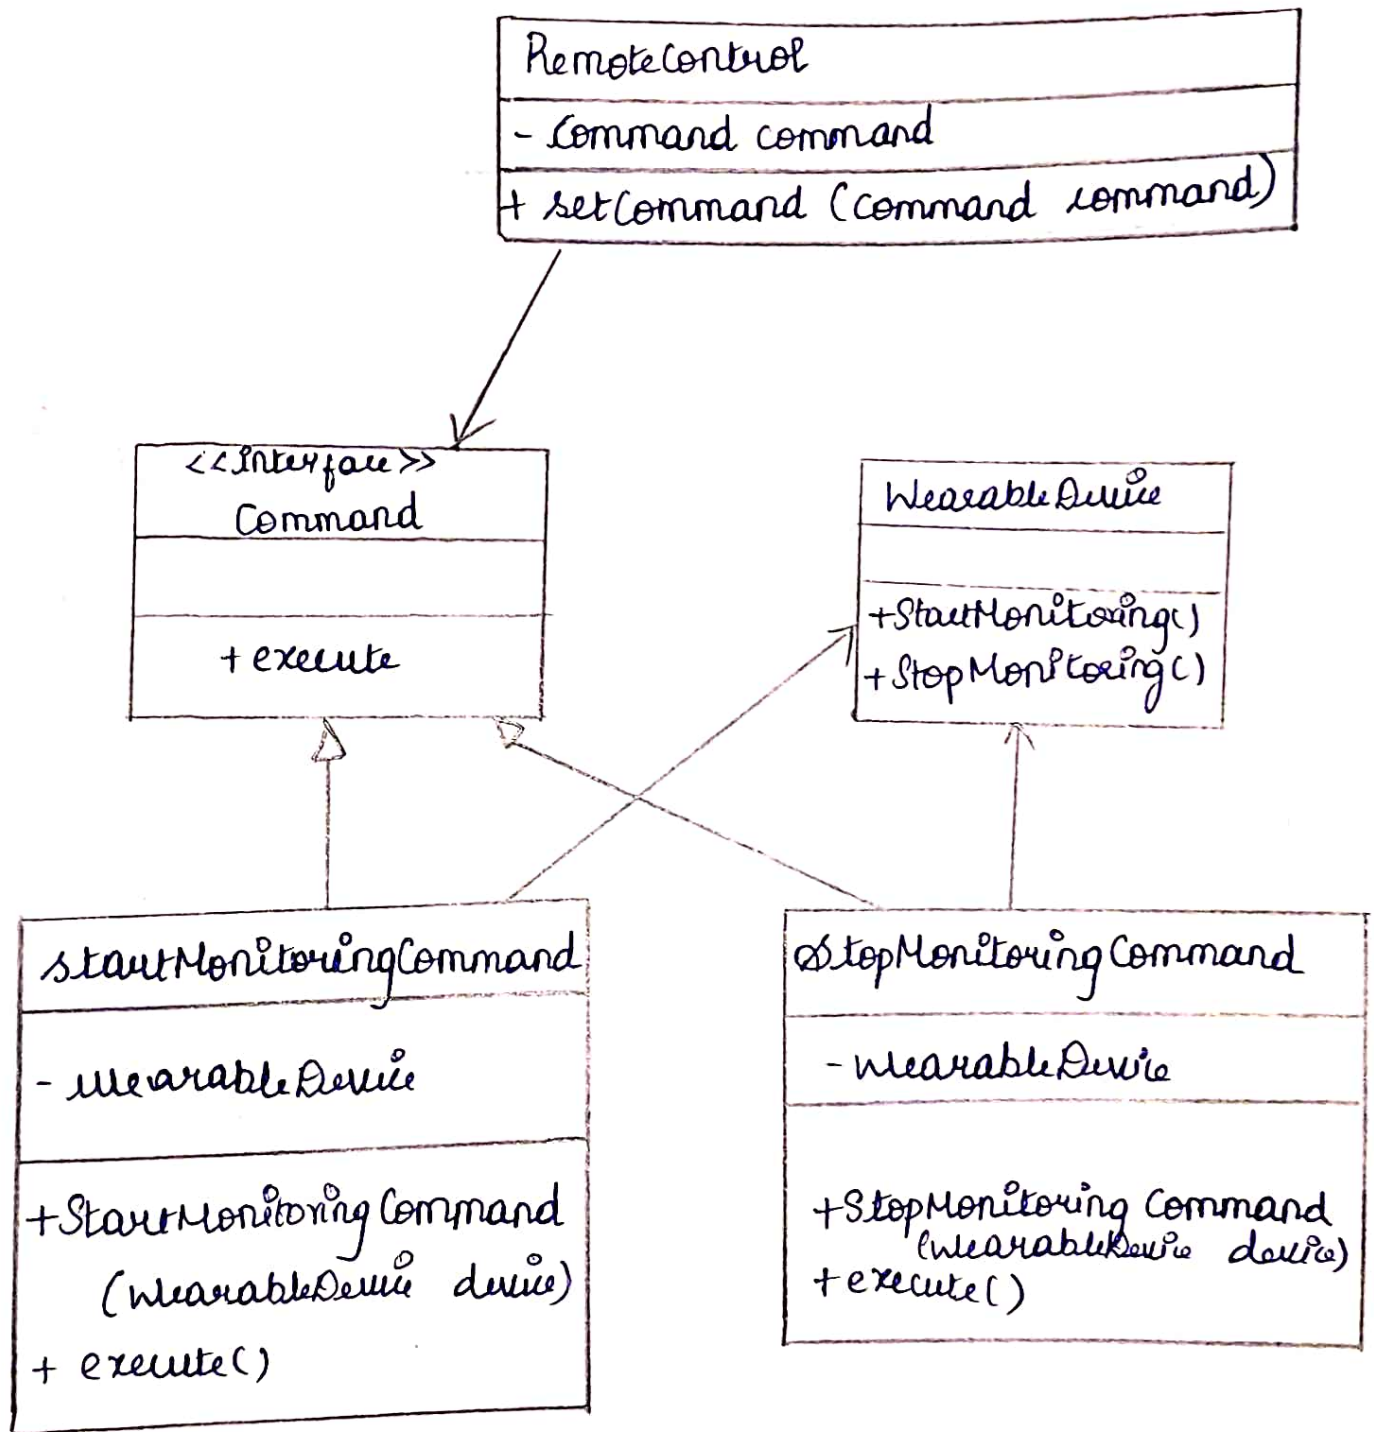 RemoteControl
- Command command
+ setCommand (Command command)
<<interface>>
Command
+ execute
WearableDevice
+StartMonitoring()
+StopMonitoring()
startMonitoringCommand
- wearableDevice
+StartMonitoringCommand
(WearableDevice device)
+ execute()
StopMonitoringCommand
- wearableDevice
+StopMonitoring Command
(WearableDevice device)
+execute()